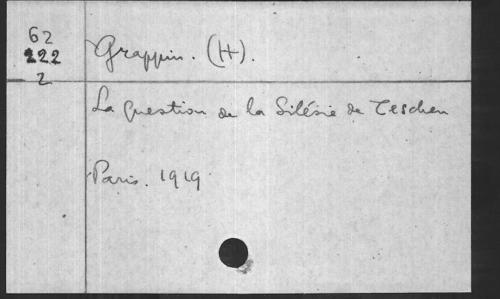 62
222
2
Grappin. (H).
La Question de la Silésie de Teschen
Paris. 1919